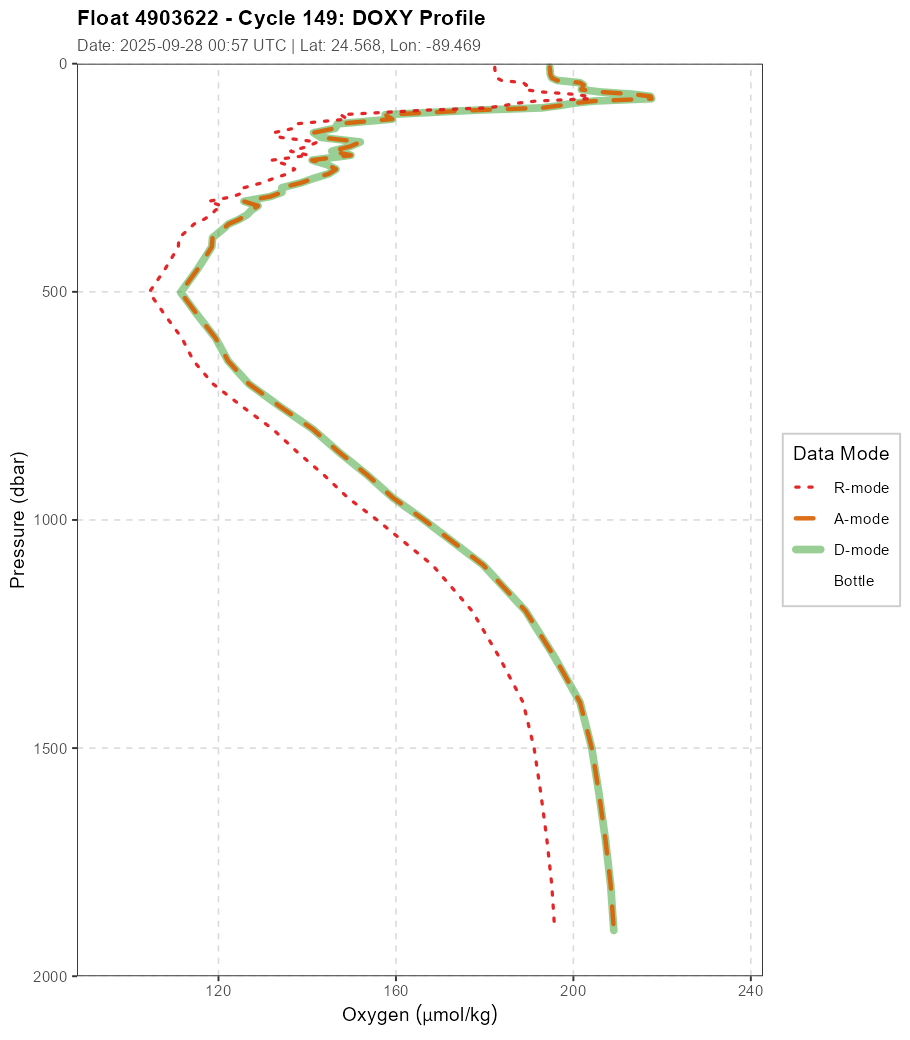 Float 4903622 - Cycle 149: DOXY Profile
Date: 2025-09-28 00:57 UTC | Lat: 24.568, Lon: -89.469
0
500
1000
1500
2000
Pressure (dbar)
120
160
200
240
Oxygen (μmol/kg)
Data Mode
R-mode
A-mode
D-mode
Bottle